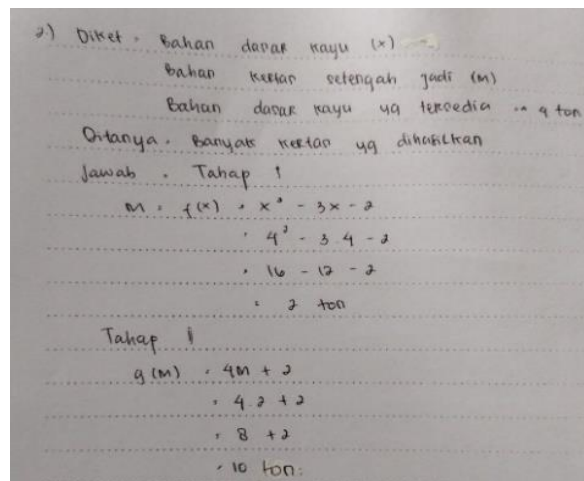 2.) Diket = Bahan dasar kayu (x)
Bahan kertas setengah jadi (m)
Bahan dasar kayu yg tersedia = 4 ton
Ditanya = Banyak kertas yg dihasilkan
Jawab = Tahap 1
m = f(x) = x² - 3x - 2
= 4² - 3.4 - 2
= 16 - 12 - 2
= 2 ton
Tahap
g(m) = 4m + 2
= 4.2 + 2
= 8 + 2
= 10 ton.